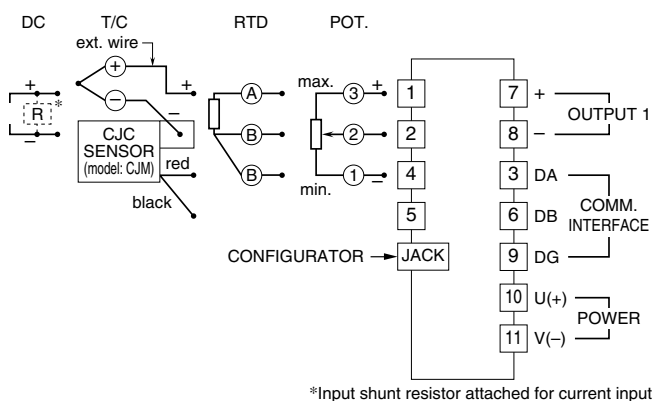 DC T/C RTD POT.
ext. wire
+ + + A max. 3 + 1 7 + OUTPUT 1
R * − − B 2 2 8 −
− CJC SENSOR (model: CJM) red B min. 1 − 4 3 DA
black 5 6 DB COMM. INTERFACE
CONFIGURATOR JACK 9 DG
10 U(+) POWER
11 V(−)
*Input shunt resistor attached for current input